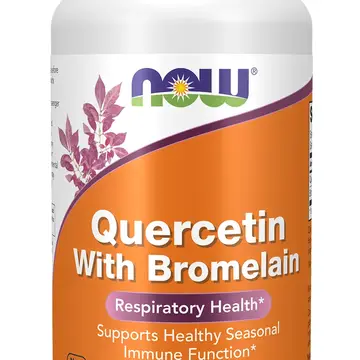 NOW®
Quercetin
With Bromelain
Respiratory Health*
Supports Healthy Seasonal
Immune Function*